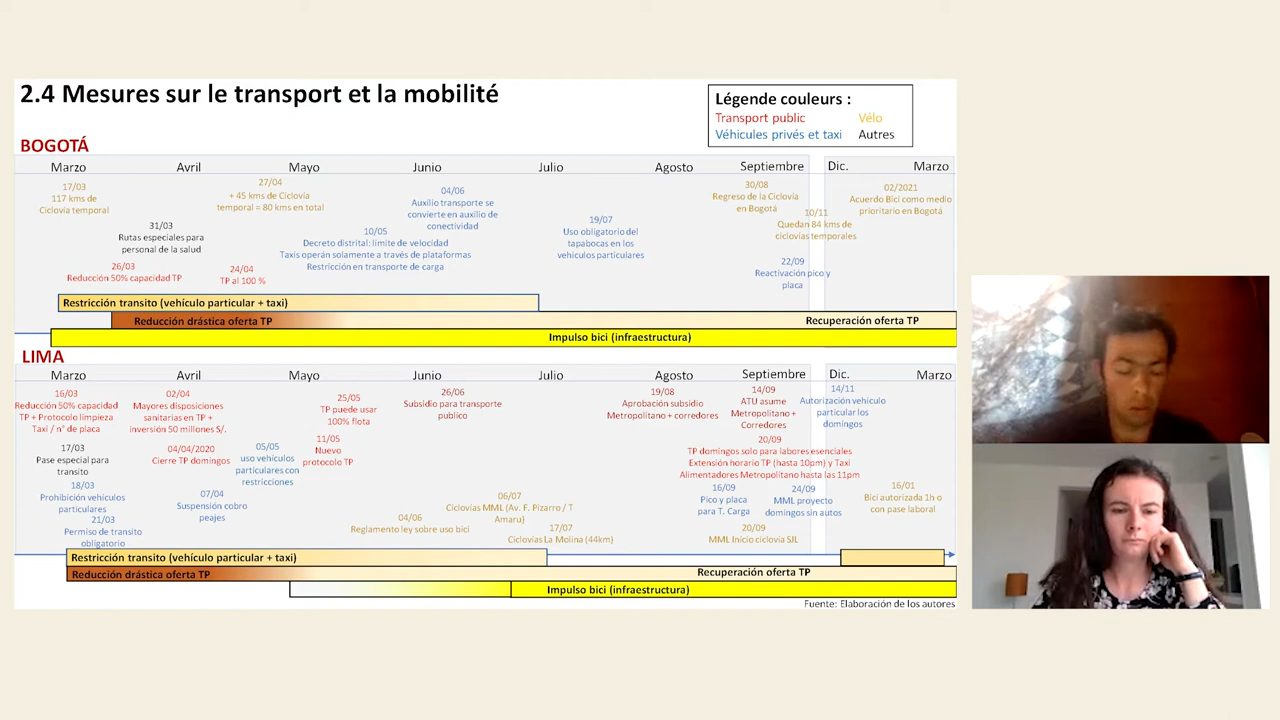 2.4 Mesures sur le transport et la mobilité
Légende couleurs :
Transport public Vélo
Véhicules privés et taxi Autres
BOGOTÁ
Marzo Avril Mayo Junio Julio Agosto Septiembre Dic. Marzo
17/03
117 kms de
Ciclovía temporal
31/03
Rutas especiales para
personal de la salud
26/03
Reducción 50% capacidad TP
27/04
+ 45 kms de Ciclovía
temporal = 80 kms en total
24/04
TP al 100 %
10/05
Decreto distrital: límite de velocidad
Taxis operán solamente a través de plataformas
Restricción en transporte de carga
04/06
Auxilio transporte se
convierte en auxilio de
conectividad
19/07
Uso obligatorio del
tapabocas en los
vehículos particulares
30/08
Regreso de la Ciclovía
en Bogotá
10/11
Quedan 84 kms de
ciclovías temporales
22/09
Reactivación pico y
placa
02/2021
Acuerdo Bici como medio
prioritario en Bogotá
Restricción transito (vehículo particular + taxi)
Reducción drástica oferta TP Recuperación oferta TP
Impulso bici (infraestructura)
LIMA
Marzo Avril Mayo Junio Julio Agosto Septiembre Dic. Marzo
16/03
Reducción 50% capacidad
TP + Protocolo limpieza
Taxi / n° de placa
17/03
Pase especial para
transito
18/03
Prohibición vehículos
particulares
21/03
Permiso de transito
obligatorio
02/04
Mayores disposiciones
sanitarias en TP +
inversión 50 millones S/.
04/04/2020
Cierre TP domingos
07/04
Suspensión cobro
peajes
05/05
uso vehículos
particulares con
restricciones
25/05
TP puede usar
100% flota
11/05
Nuevo
protocolo TP
26/06
Subsidio para transporte
publico
04/06
Reglamento ley sobre uso bici
06/07
Ciclovías MML (Av. F. Pizarro / T
Amaru)
17/07
Ciclovías La Molina (44km)
19/08
Aprobación subsidio
Metropolitano + corredores
14/09
ATU asume
Metropolitano +
Corredores
20/09
TP domingos solo para labores esenciales
Extensión horario TP (hasta 10pm) y Taxi
Alimentadores Metropolitano hasta las 11pm
16/09
Pico y placa
para T. Carga
24/09
MML proyecto
domingos sin autos
20/09
MML Inicio ciclovía SJL
14/11
Autorización vehículo
particular los
domingos
16/01
Bici autorizada 1h o
con pase laboral
Restricción transito (vehículo particular + taxi)
Reducción drástica oferta TP Recuperación oferta TP
Impulso bici (infraestructura)
Fuente: Elaboración de los autores